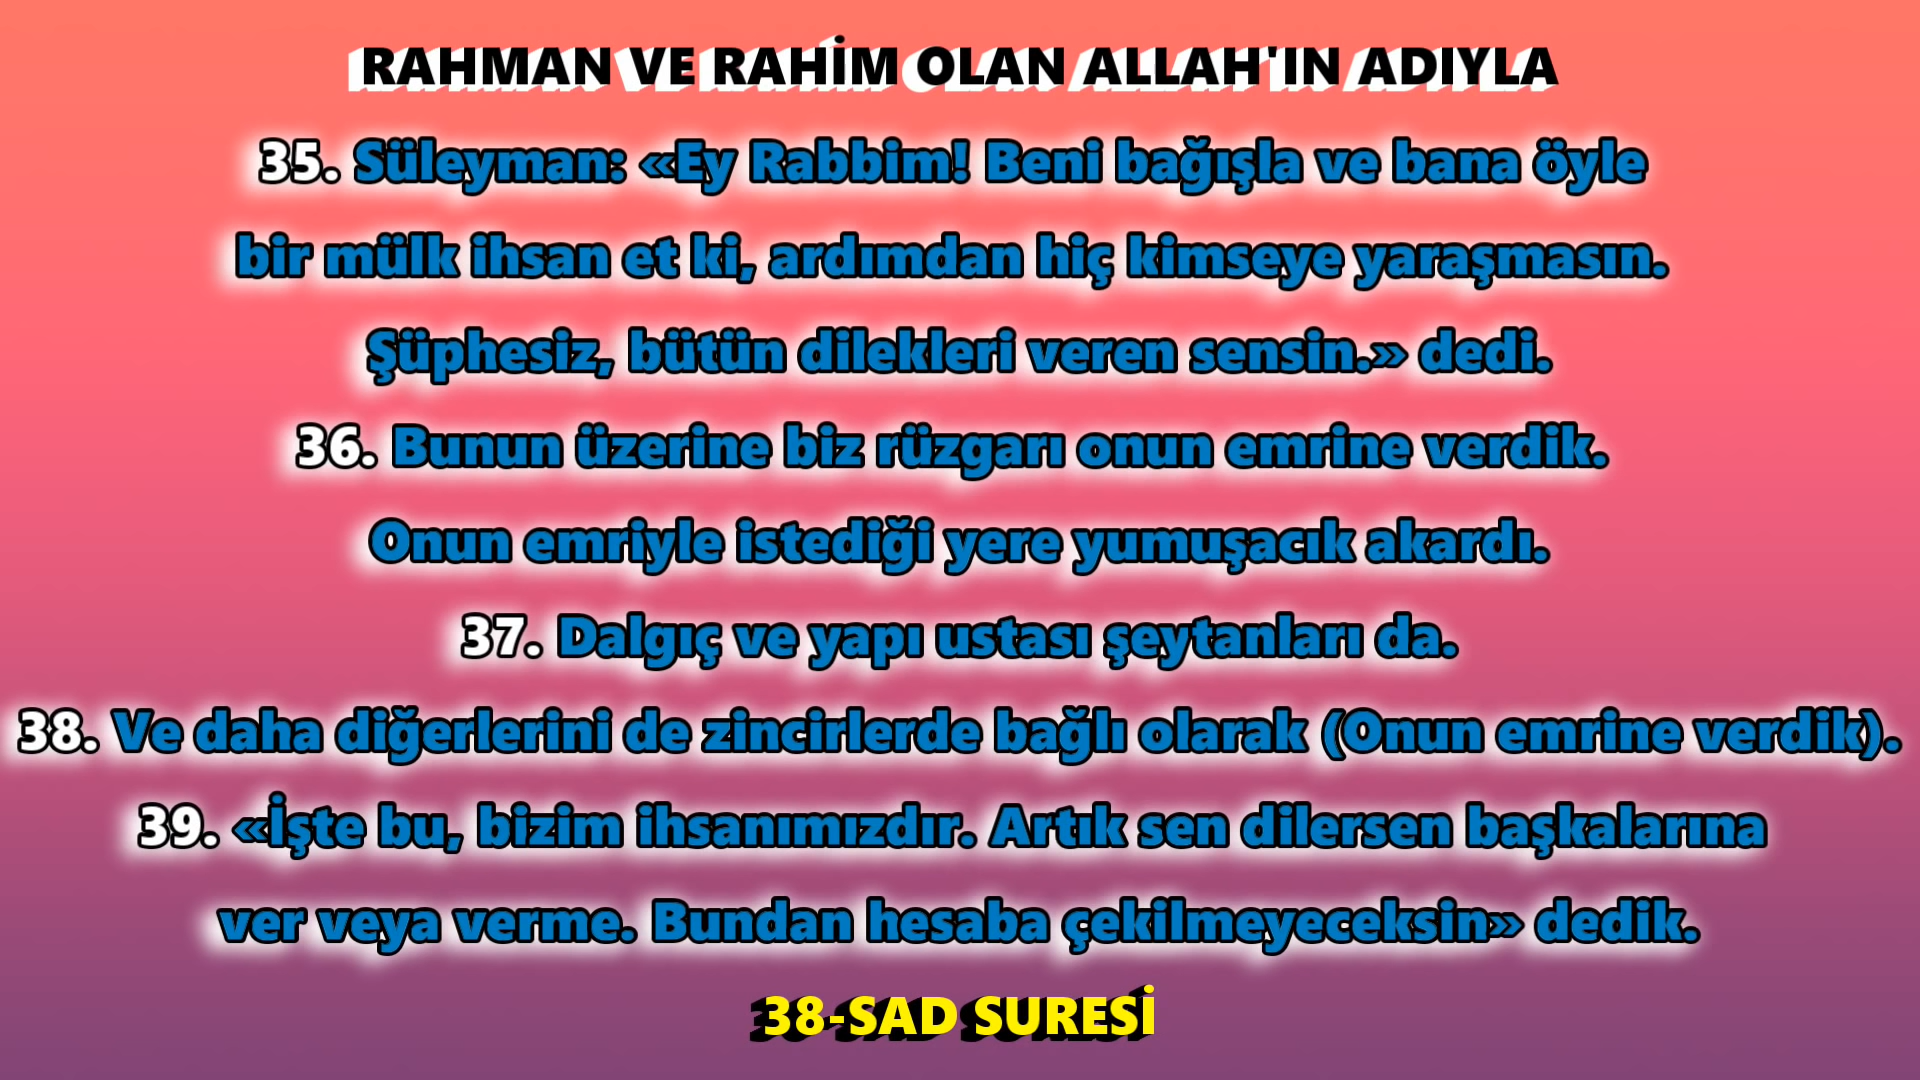 RAHMAN VE RAHİM OLAN ALLAH'IN ADIYLA
35. Süleyman: «Ey Rabbim! Beni bağışla ve bana öyle
bir mülk ihsan et ki, ardımdan hiç kimseye yaraşmasın.
Şüphesiz, bütün dilekleri veren sensin.» dedi.
36. Bunun üzerine biz rüzgarı onun emrine verdik.
Onun emriyle istediği yere yumuşacık akardı.
37. Dalgıç ve yapı ustası şeytanları da.
38. Ve daha diğerlerini de zincirlerde bağlı olarak (Onun emrine verdik).
39. «İşte bu, bizim ihsanımızdır. Artık sen dilersen başkalarına
ver veya verme. Bundan hesaba çekilmeyeceksin» dedik.
38-SAD SURESİ